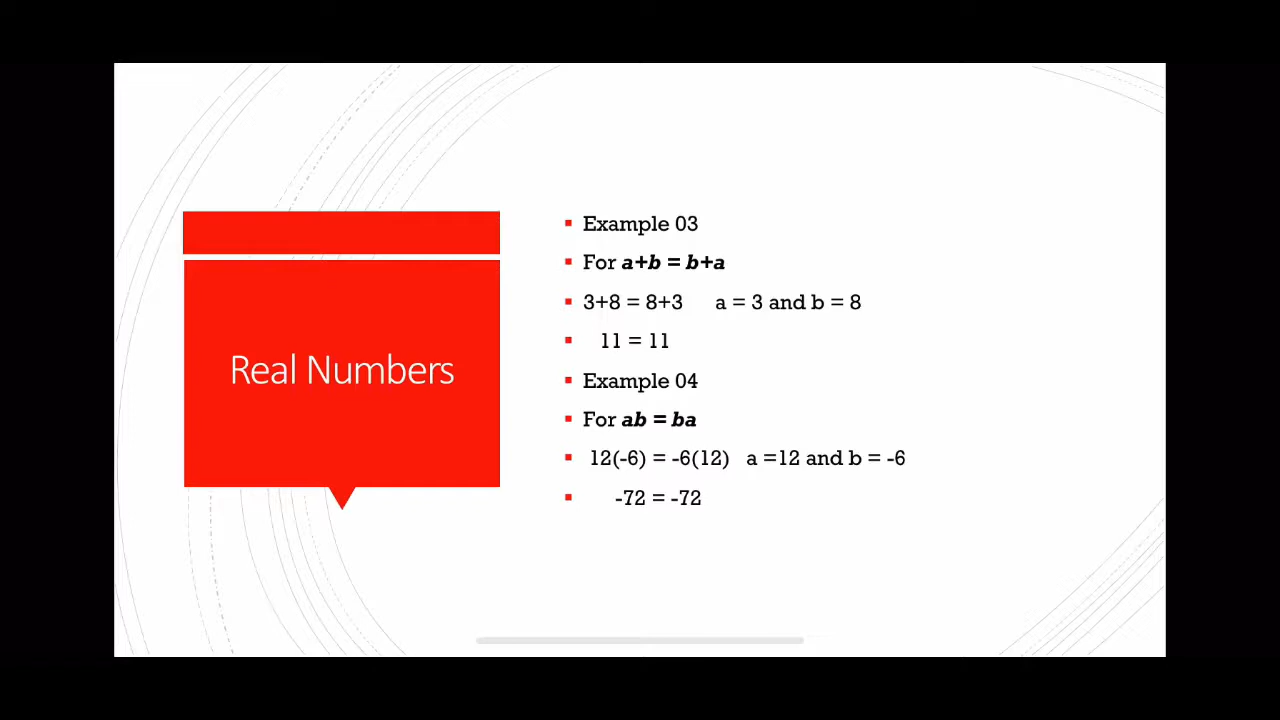 Real Numbers
Example 03
For a+b = b+a
3+8 = 8+3 a = 3 and b = 8
11 = 11
Example 04
For ab = ba
12(-6) = -6(12) a =12 and b = -6
-72 = -72